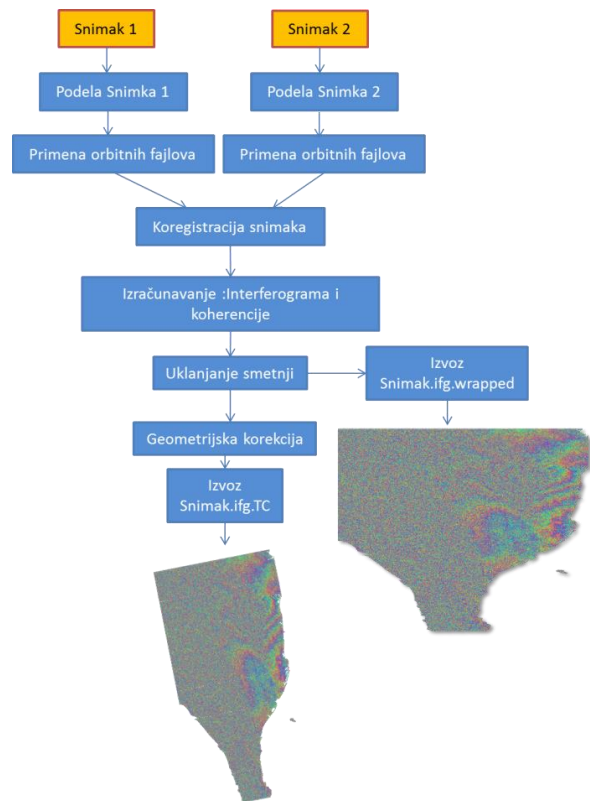 Snimak 1
Snimak 2
Podela Snimka 1
Podela Snimka 2
Primena orbitnih fajlova
Primena orbitnih fajlova
Koregistracija snimaka
Izračunavanje :Interferograma i
koherencije
Uklanjanje smetnji
Izvoz
Snimak.ifg.wrapped
Geometrijska korekcija
Izvoz
Snimak.ifg.TC